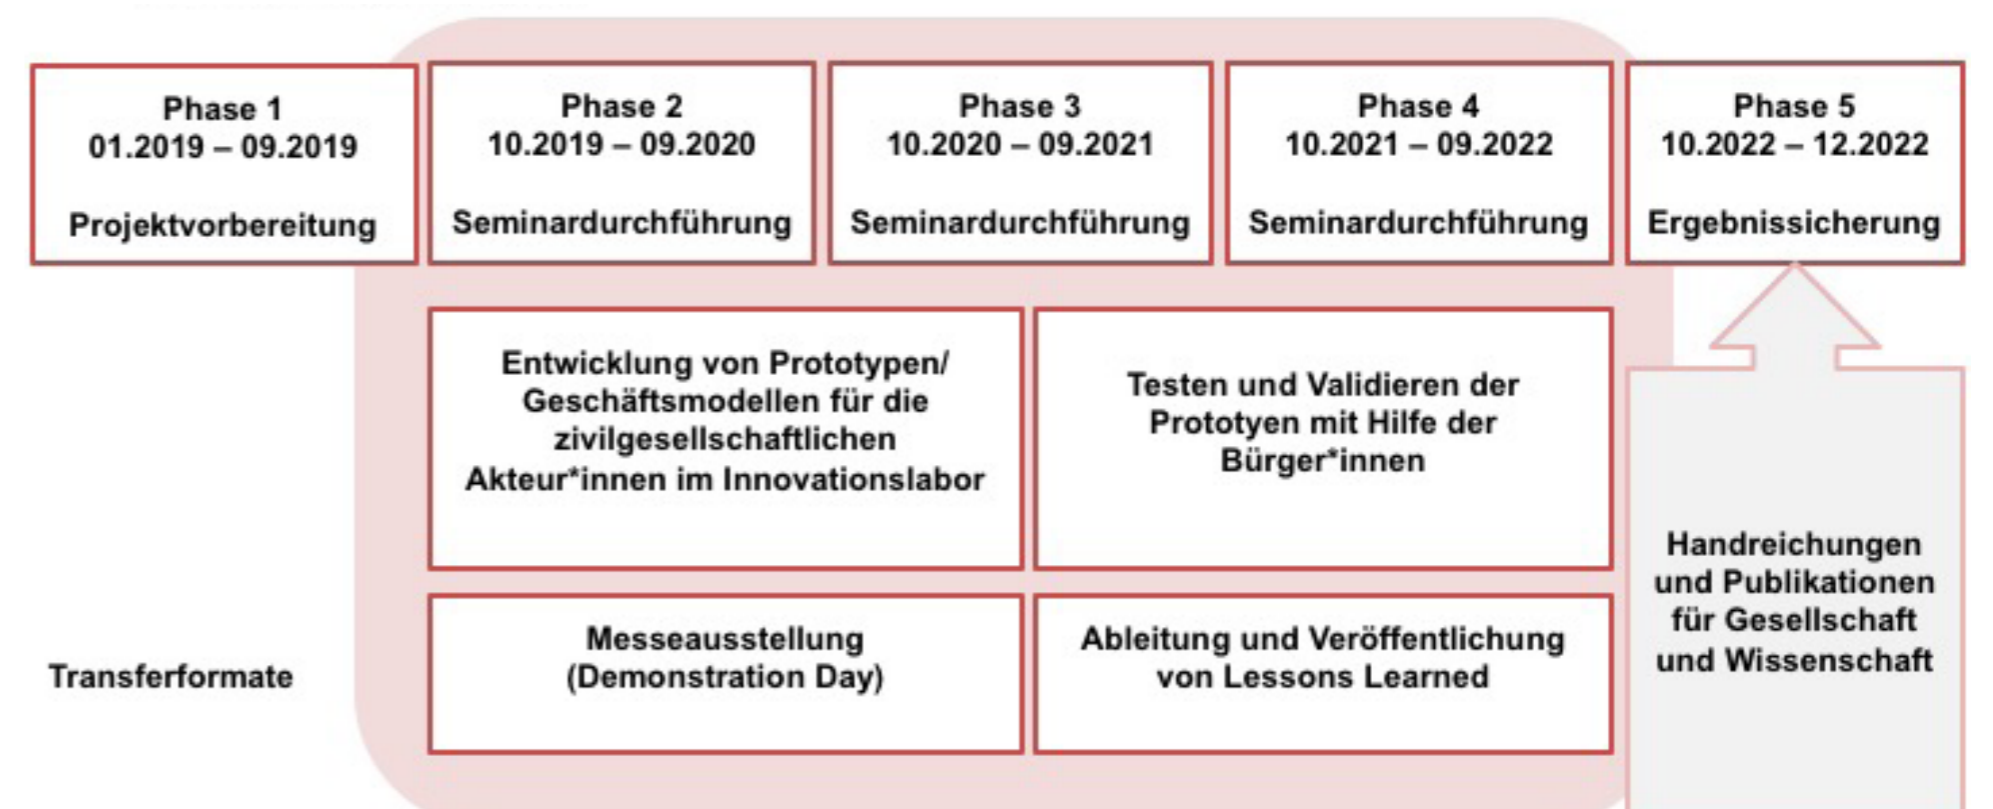 Phase 1
01.2019 – 09.2019
Projektvorbereitung
Phase 2
10.2019 – 09.2020
Seminardurchführung
Phase 3
10.2020 – 09.2021
Seminardurchführung
Phase 4
10.2021 – 09.2022
Seminardurchführung
Phase 5
10.2022 – 12.2022
Ergebnissicherung
Entwicklung von Prototypen/
Geschäftsmodellen für die
zivilgesellschaftlichen
Akteur*innen im Innovationslabor
Testen und Validieren der
Prototyen mit Hilfe der
Bürger*innen
Handreichungen
und Publikationen
für Gesellschaft
und Wissenschaft
Transferformate
Messeausstellung
(Demonstration Day)
Ableitung und Veröffentlichung
von Lessons Learned